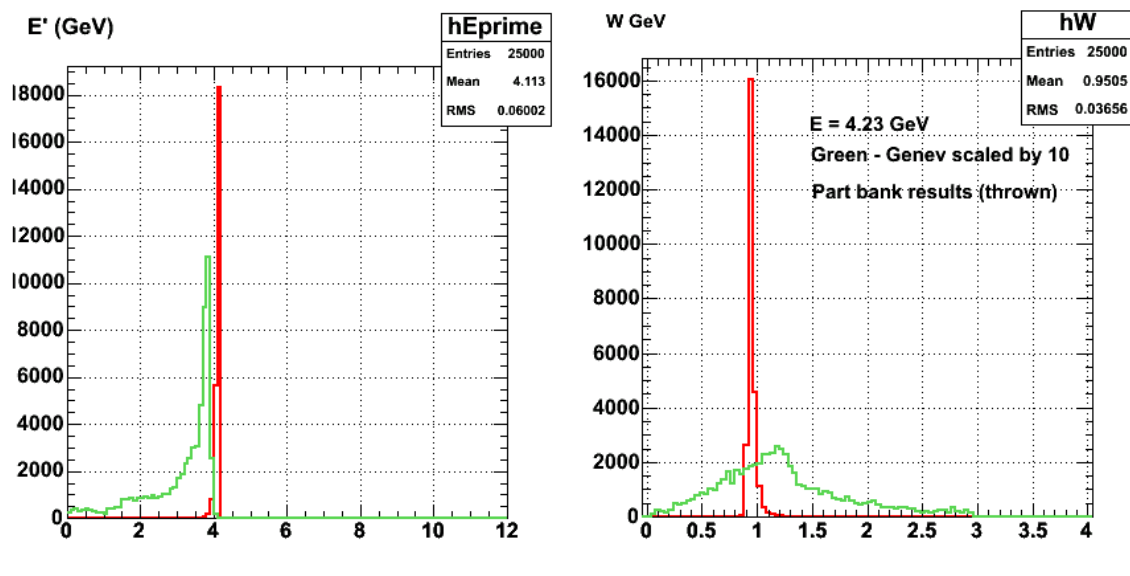 E' (GeV)
hEprime
Entries 25000
Mean 4.113
RMS 0.06002
18000
16000
14000
12000
10000
8000
6000
4000
2000
0
0 2 4 6 8 10 12
W GeV
hW
Entries 25000
Mean 0.9505
RMS 0.03656
16000
14000
12000
10000
8000
6000
4000
2000
0
E = 4.23 GeV
Green - Genev scaled by 10
Part bank results (thrown)
0 0.5 1 1.5 2 2.5 3 3.5 4